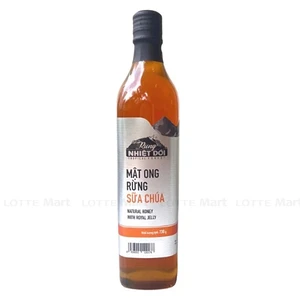 Rừng
NHIỆT ĐỚI
MẬT ONG
RỪNG
SỮA CHÚA
NATURAL HONEY
WITH ROYAL JELLY
LOTTE Mart LOTTE Mart LOTTE Mart